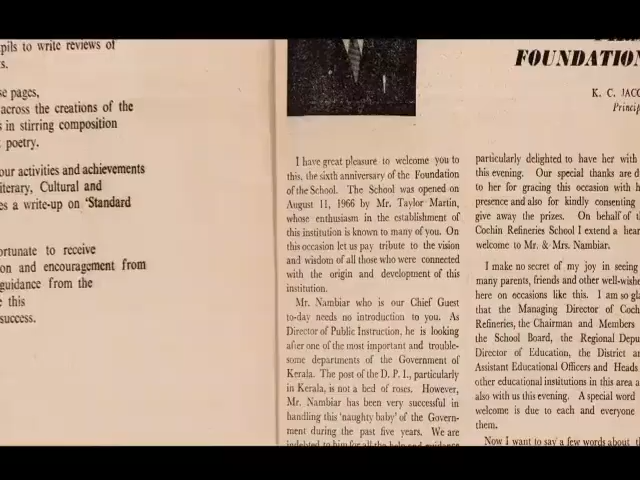 pils to write reviews of
s.
se pages,
across the creations of the
s in stirring composition
poetry.
our activities and achievements
iterary, Cultural and
es a write-up on 'Standard
ortunate to receive
on and encouragement from
guidance from the
e this
success.
FOUNDATION
K. C. JACO
Princip
I have great pleasure to welcome you to
this, the sixth anniversary of the Foundation
of the School. The School was opened on
August 11, 1966 by Mr. Taylor Martin,
whose enthusiasm in the establishment of
this institution is known to many of you. On
this occasion let us pay tribute to the vision
and wisdom of all those who were connected
with the origin and development of this
institution.
Mr. Nambiar who is our Chief Guest
to-day needs no introduction to you. As
Director of Public Instruction, he is looking
after one of the most important and trouble-
some departments of the Government of
Kerala. The post of the D. P. I., particularly
in Kerala, is not a bed of roses. However,
Mr. Nambiar has been very successful in
handling this 'naughty baby' of the Govern-
ment during the past five years. We are
indebted to him for all the help and guidance
particularly delighted to have her with
this evening. Our special thanks are du
to her for gracing this occasion with h
presence and also for kindly consenting
give away the prizes. On behalf of th
Cochin Refineries School I extend a hear
welcome to Mr. & Mrs. Nambiar.
I make no secret of my joy in seeing
many parents, friends and other well-wishe
here on occasions like this. I am so gla
that the Managing Director of Coch
Refineries, the Chairman and Members
the School Board, the Regional Depu
Director of Education, the District an
Assistant Educational Officers and Heads
other educational institutions in this area a
also with us this evening. A special word
welcome is due to each and everyone
them.
Now I want to say a few words about th